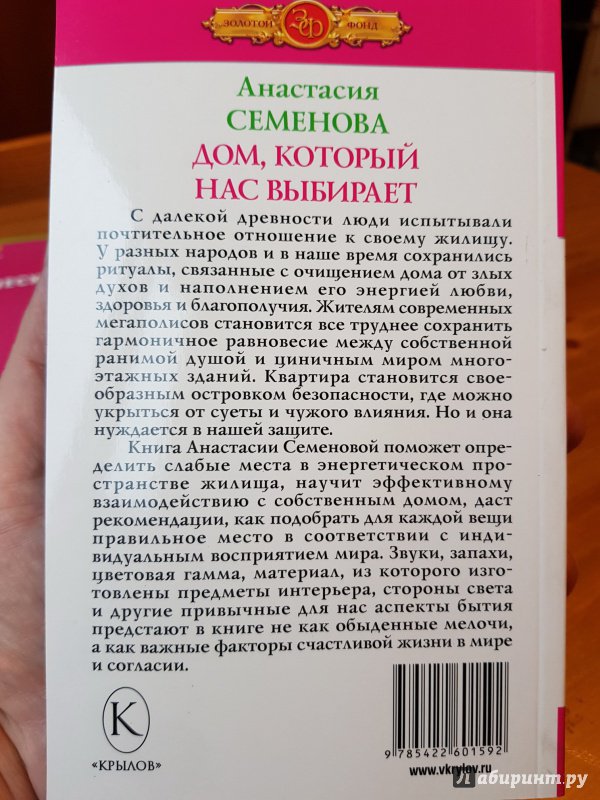 ЗОЛОТОЙ ЗФ ФОНД
Анастасия
СЕМЕНОВА
ДОМ, КОТОРЫЙ
НАС ВЫБИРАЕТ
С далекой древности люди испытывали
почтительное отношение к своему жилищу.
У разных народов и в наше время сохранились
ритуалы, связанные с очищением дома от злых
духов и наполнением его энергией любви,
здоровья и благополучия. Жителям современных
мегаполисов становится все труднее сохранить
гармоничное равновесие между собственной
ранимой душой и циничным миром много-
этажных зданий. Квартира становится свое-
образным островком безопасности, где можно
укрыться от суеты и чужого влияния. Но и она
нуждается в нашей защите.
Книга Анастасии Семеновой поможет опре-
делить слабые места в энергетическом про-
странстве жилища, научит эффективному
взаимодействию с собственным домом, даст
рекомендации, как подобрать для каждой вещи
правильное место в соответствии с инди-
видуальным восприятием мира. Звуки, запахи,
цветовая гамма, материал, из которого изго-
товлены предметы интерьера, стороны света
и другие привычные для нас аспекты бытия
предстают в книге не как обыденные мелочи,
а как важные факторы счастливой жизни в мире
и согласии.
К
«КРЫЛОВ»
9785422601592
www.vkrylov.ru
Лабиринт.ру